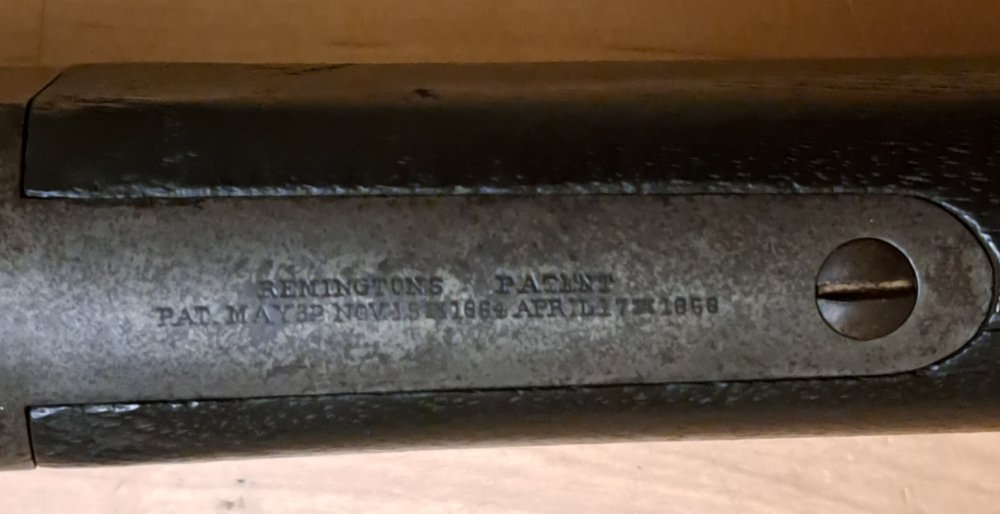 REMINGTONS PATENT
PAT. MAY 3D NOV. 15TH 1864 APRIL 17TH 1868